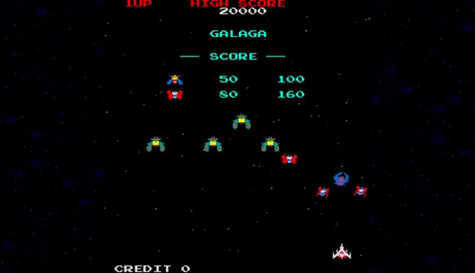 1UP HIGH SCORE
20000
GALAGA
— SCORE —
50 100
80 160
CREDIT 0